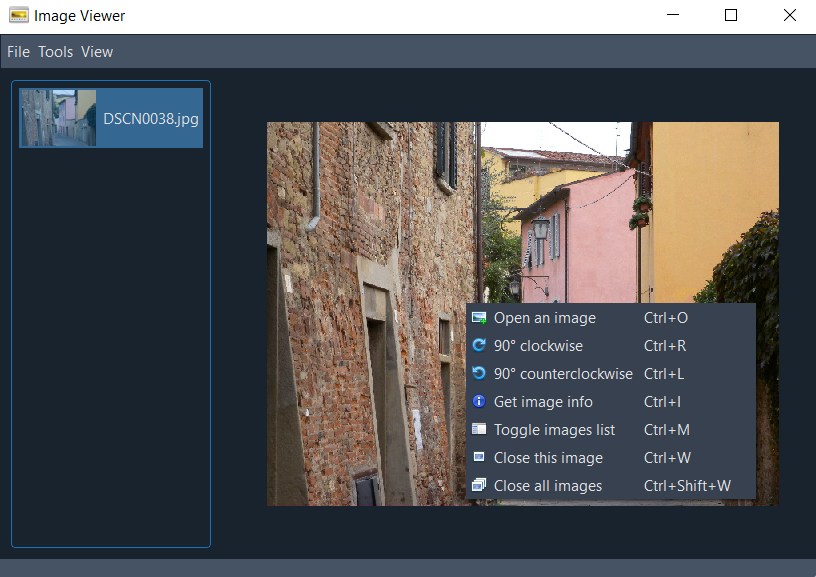 Image Viewer
File Tools View
DSCN0038.jpg
Open an image Ctrl+O
90° clockwise Ctrl+R
90° counterclockwise Ctrl+L
Get image info Ctrl+I
Toggle images list Ctrl+M
Close this image Ctrl+W
Close all images Ctrl+Shift+W